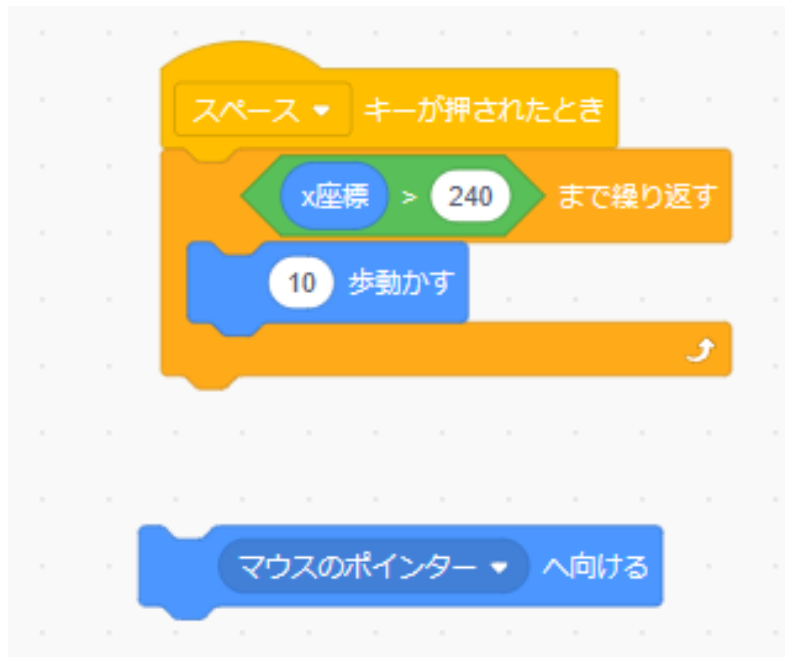 スペース キーが押されたとき
x座標 > 240 まで繰り返す
10 歩動かす
マウスのポインター へ向ける